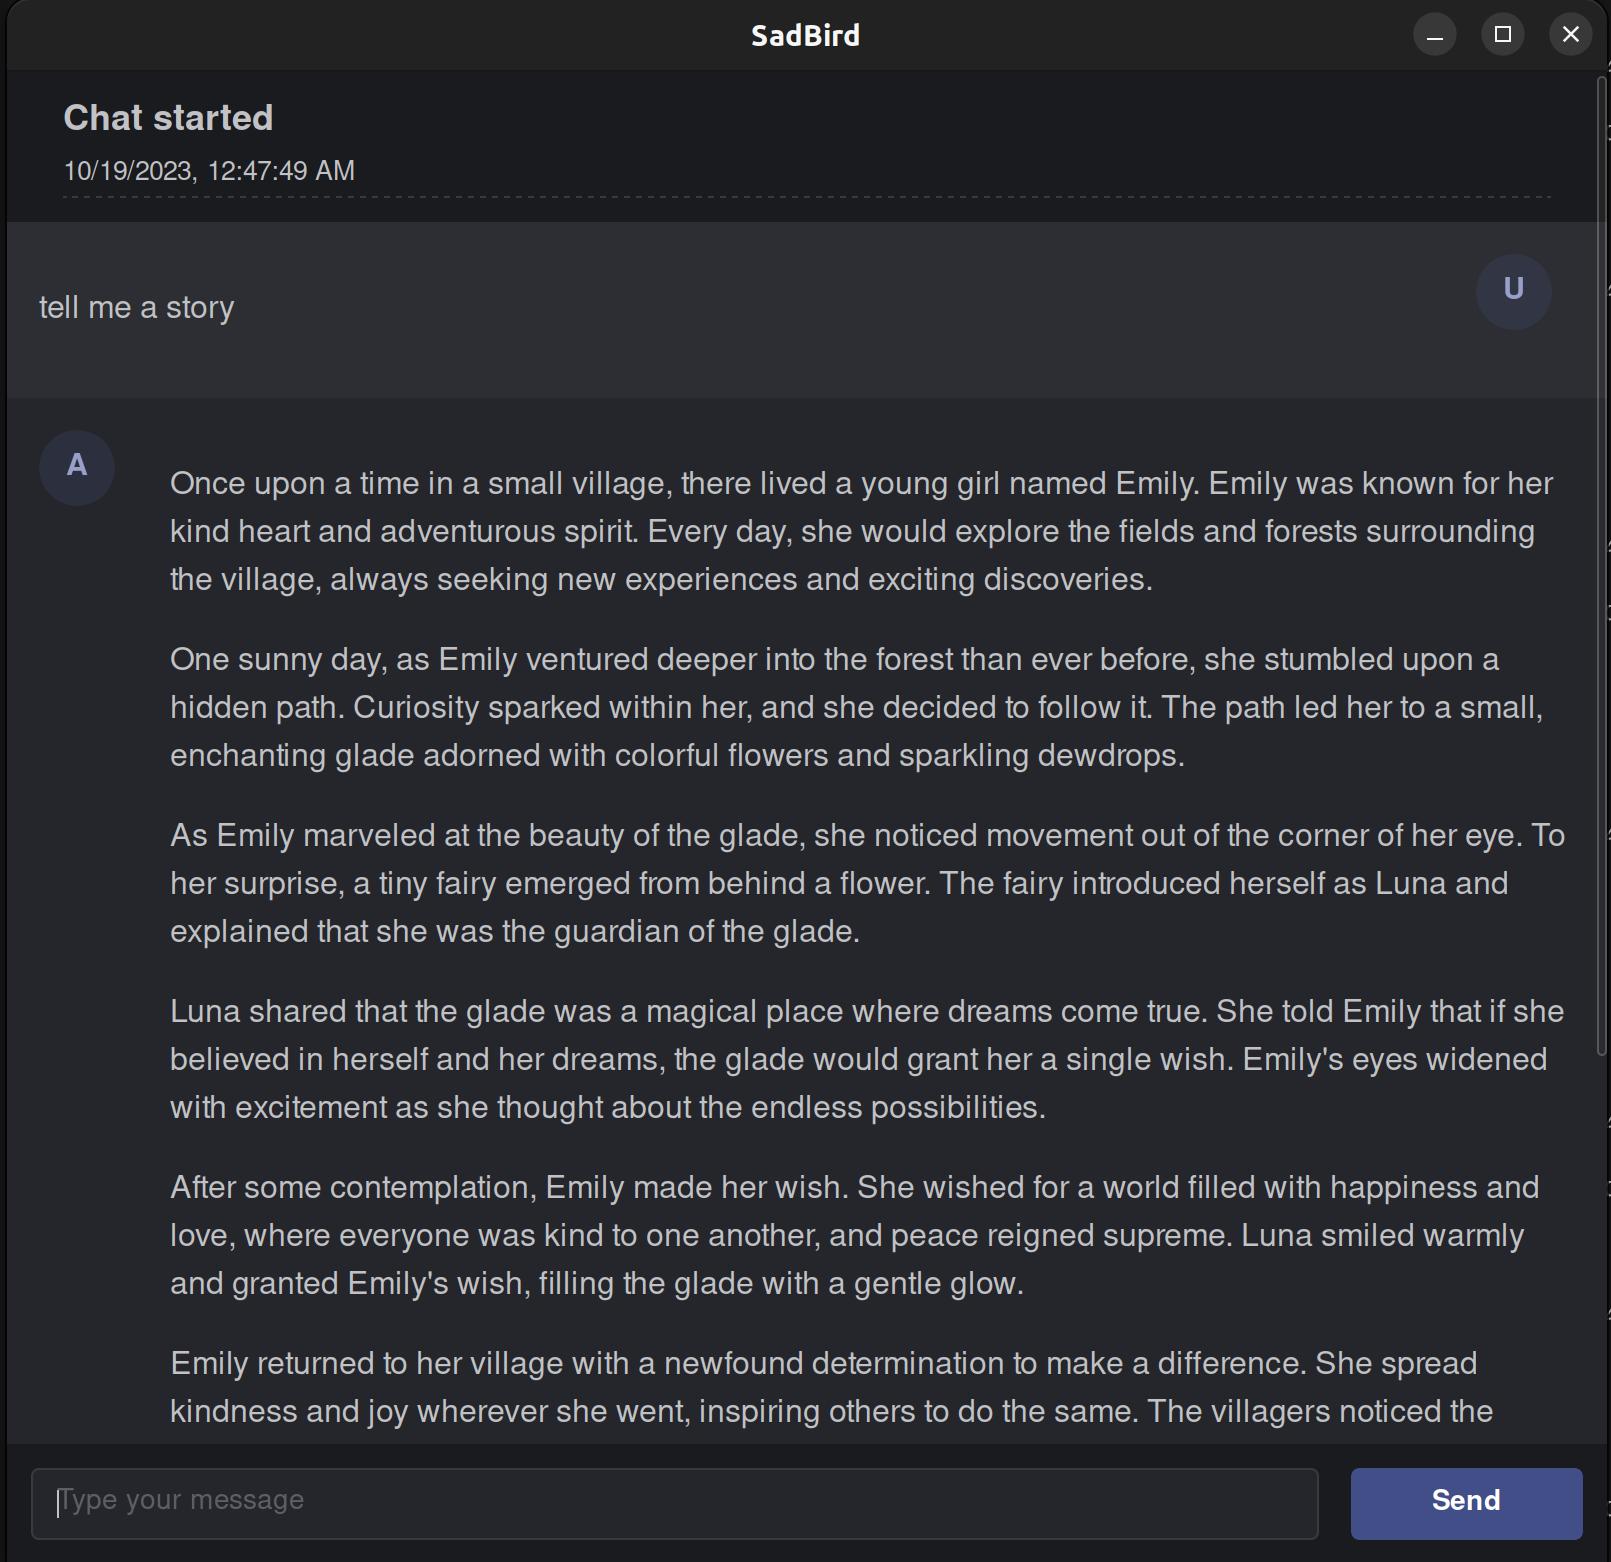 SadBird
Chat started
10/19/2023, 12:47:49 AM
tell me a story
U
A
Once upon a time in a small village, there lived a young girl named Emily. Emily was known for her
kind heart and adventurous spirit. Every day, she would explore the fields and forests surrounding
the village, always seeking new experiences and exciting discoveries.
One sunny day, as Emily ventured deeper into the forest than ever before, she stumbled upon a
hidden path. Curiosity sparked within her, and she decided to follow it. The path led her to a small,
enchanting glade adorned with colorful flowers and sparkling dewdrops.
As Emily marveled at the beauty of the glade, she noticed movement out of the corner of her eye. To
her surprise, a tiny fairy emerged from behind a flower. The fairy introduced herself as Luna and
explained that she was the guardian of the glade.
Luna shared that the glade was a magical place where dreams come true. She told Emily that if she
believed in herself and her dreams, the glade would grant her a single wish. Emily's eyes widened
with excitement as she thought about the endless possibilities.
After some contemplation, Emily made her wish. She wished for a world filled with happiness and
love, where everyone was kind to one another, and peace reigned supreme. Luna smiled warmly
and granted Emily's wish, filling the glade with a gentle glow.
Emily returned to her village with a newfound determination to make a difference. She spread
kindness and joy wherever she went, inspiring others to do the same. The villagers noticed the
Type your message
Send